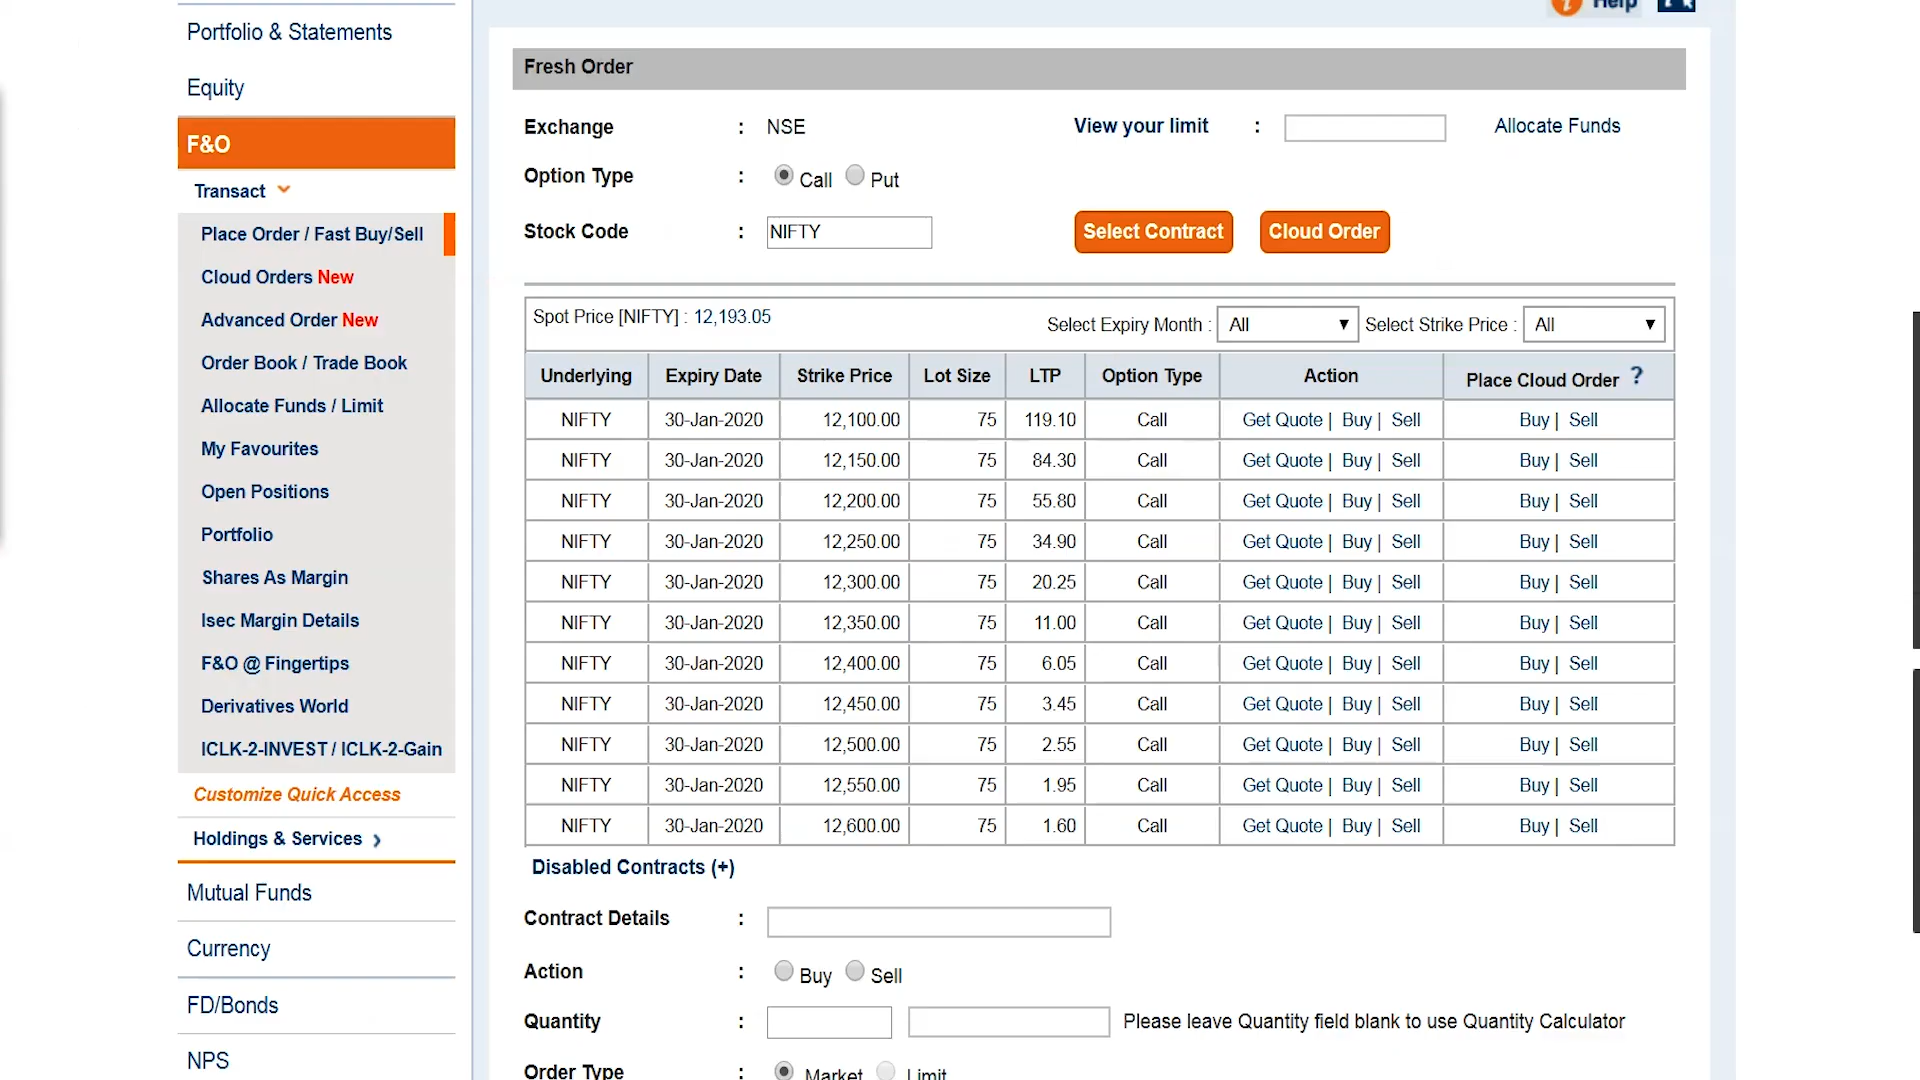 Help
Portfolio & Statements
Equity
F&O
Transact
Place Order / Fast Buy/Sell
Cloud Orders New
Advanced Order New
Order Book / Trade Book
Allocate Funds / Limit
My Favourites
Open Positions
Portfolio
Shares As Margin
Isec Margin Details
F&O @ Fingertips
Derivatives World
ICLK-2-INVEST / ICLK-2-Gain
Customize Quick Access
Holdings & Services
Mutual Funds
Currency
FD/Bonds
NPS
Fresh Order
Exchange : NSE View your limit : Allocate Funds
Option Type : Call Put
Stock Code : NIFTY Select Contract Cloud Order
Spot Price [NIFTY] : 12,193.05 Select Expiry Month : All Select Strike Price : All
Underlying Expiry Date Strike Price Lot Size LTP Option Type Action Place Cloud Order ?
NIFTY 30-Jan-2020 12,100.00 75 119.10 Call Get Quote | Buy | Sell Buy | Sell
NIFTY 30-Jan-2020 12,150.00 75 84.30 Call Get Quote | Buy | Sell Buy | Sell
NIFTY 30-Jan-2020 12,200.00 75 55.80 Call Get Quote | Buy | Sell Buy | Sell
NIFTY 30-Jan-2020 12,250.00 75 34.90 Call Get Quote | Buy | Sell Buy | Sell
NIFTY 30-Jan-2020 12,300.00 75 20.25 Call Get Quote | Buy | Sell Buy | Sell
NIFTY 30-Jan-2020 12,350.00 75 11.00 Call Get Quote | Buy | Sell Buy | Sell
NIFTY 30-Jan-2020 12,400.00 75 6.05 Call Get Quote | Buy | Sell Buy | Sell
NIFTY 30-Jan-2020 12,450.00 75 3.45 Call Get Quote | Buy | Sell Buy | Sell
NIFTY 30-Jan-2020 12,500.00 75 2.55 Call Get Quote | Buy | Sell Buy | Sell
NIFTY 30-Jan-2020 12,550.00 75 1.95 Call Get Quote | Buy | Sell Buy | Sell
NIFTY 30-Jan-2020 12,600.00 75 1.60 Call Get Quote | Buy | Sell Buy | Sell
Disabled Contracts (+)
Contract Details :
Action : Buy Sell
Quantity : Please leave Quantity field blank to use Quantity Calculator
Order Type : Market Limit